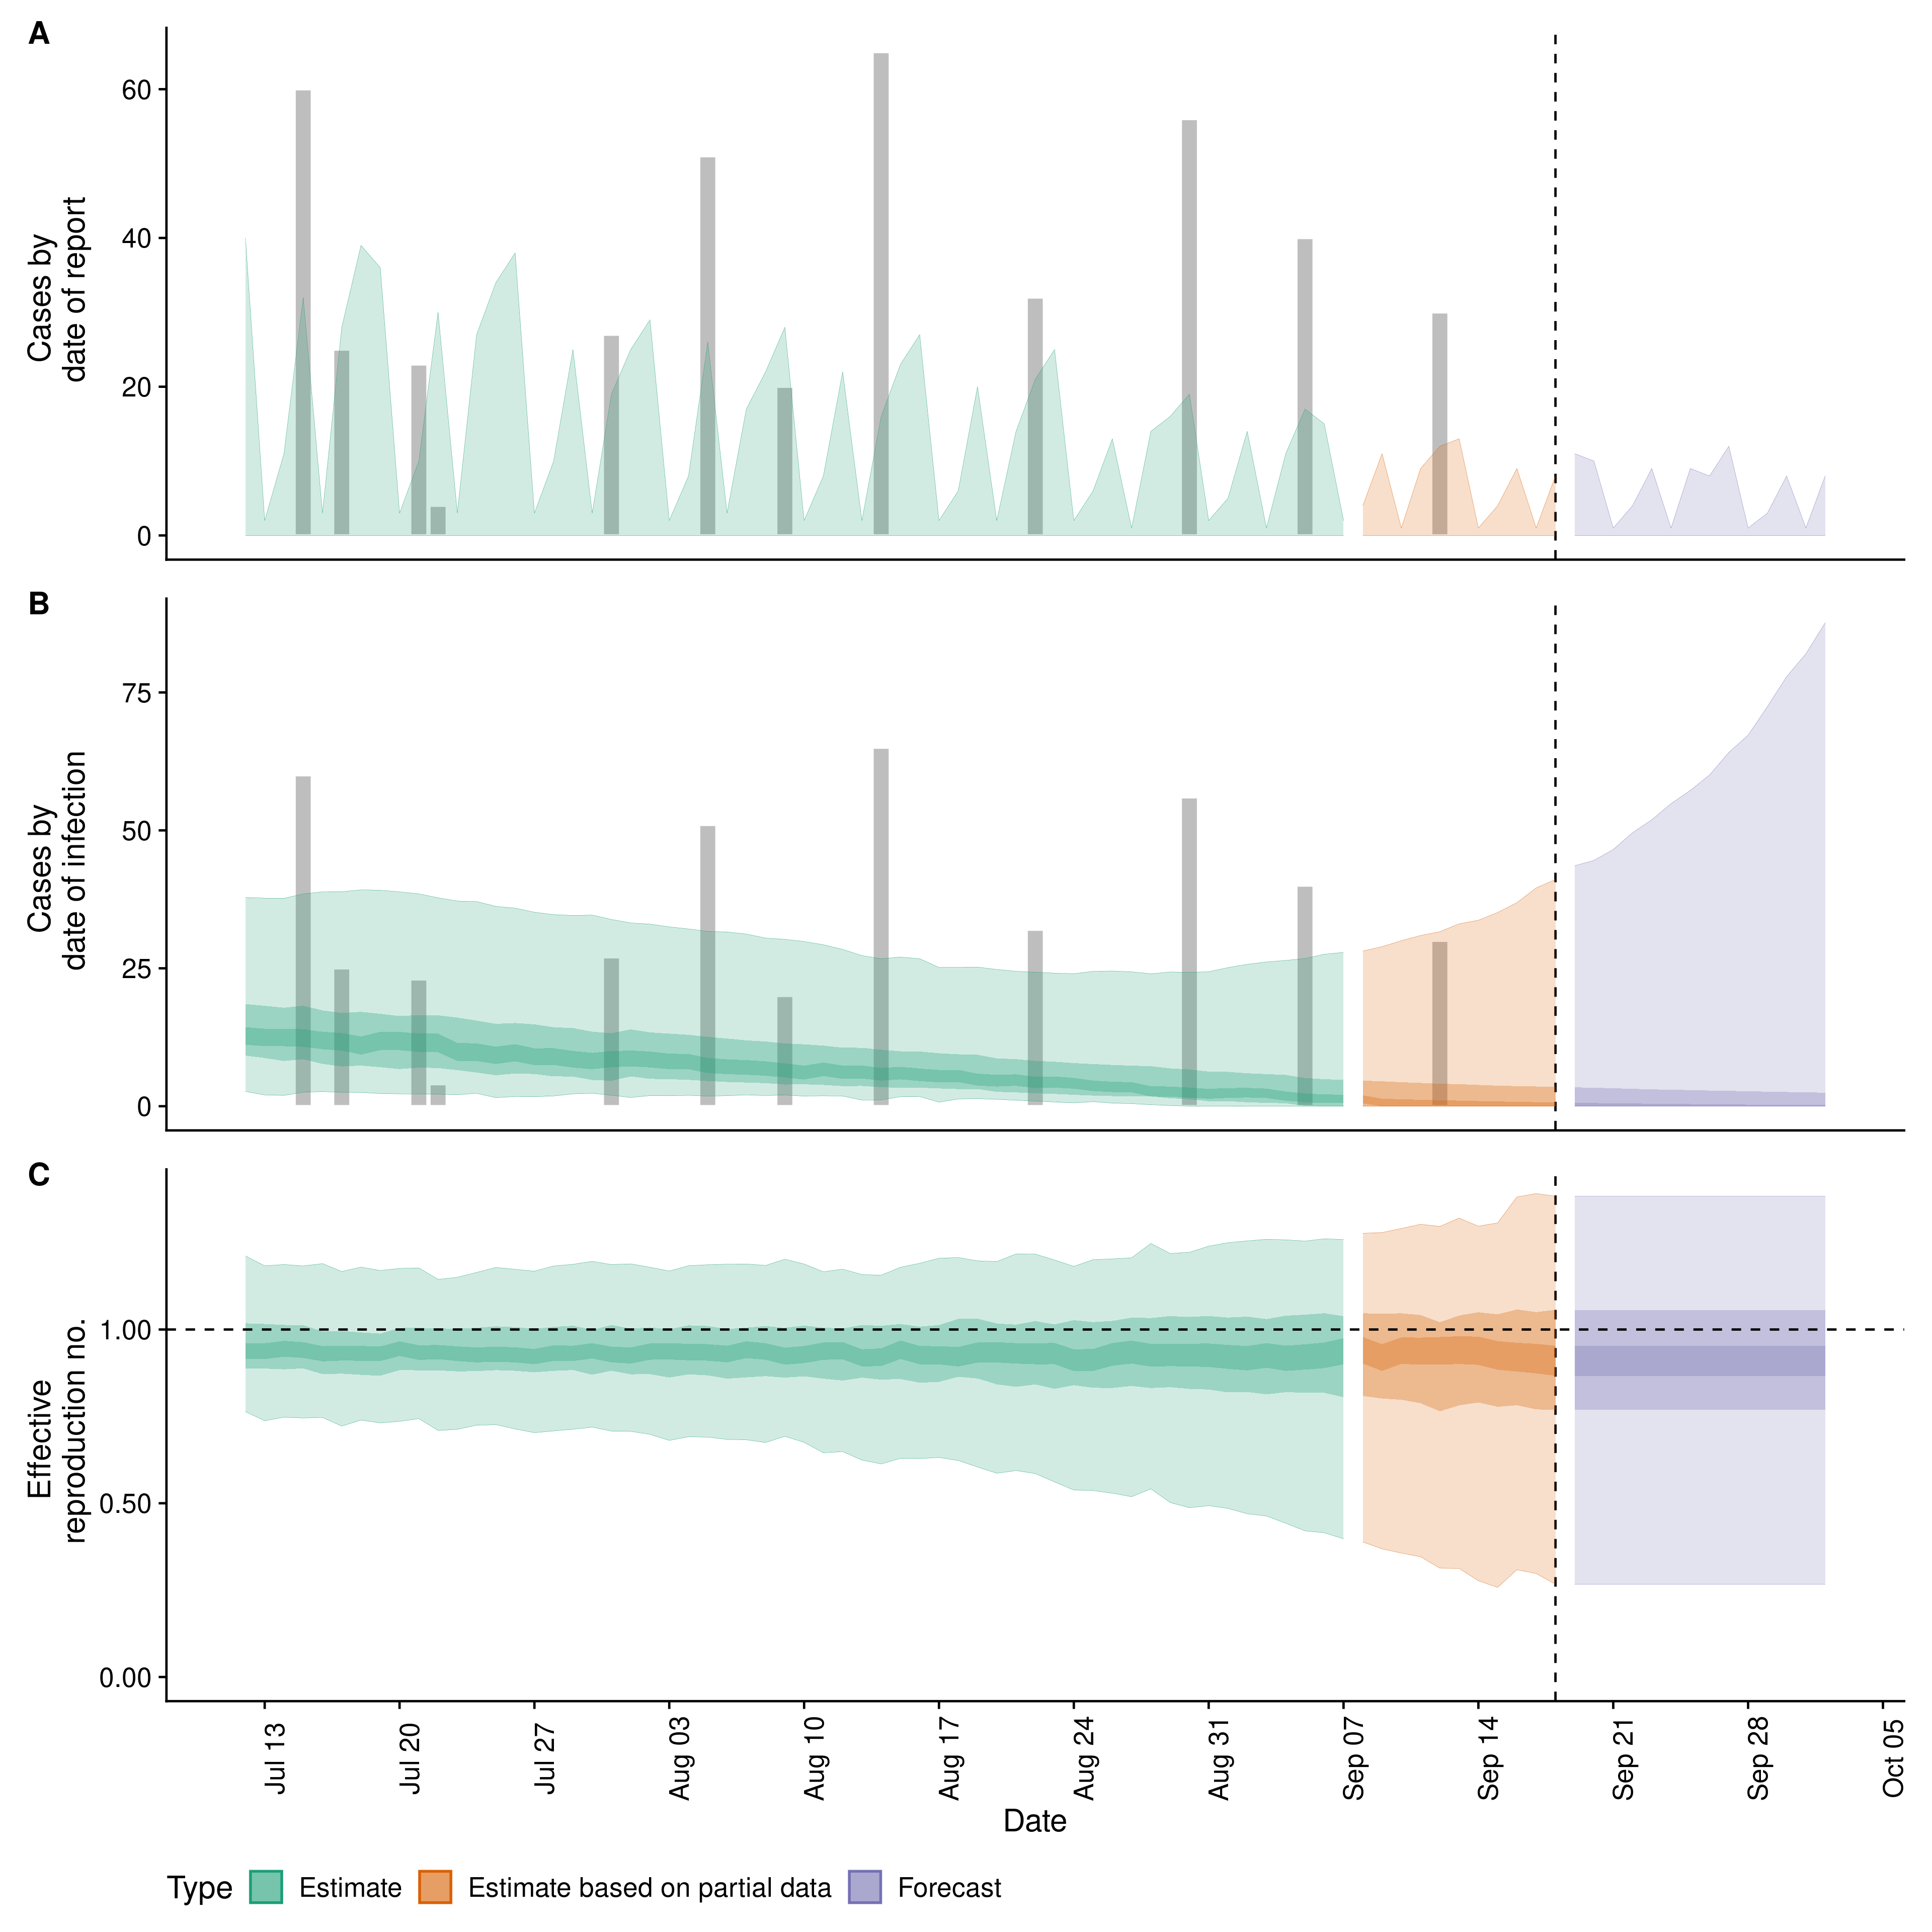 A
Cases by
date of report
60
40
20
0
B
Cases by
date of infection
75
50
25
0
C
Effective
reproduction no.
1.00
0.50
0.00
Jul 13
Jul 20
Jul 27
Aug 03
Aug 10
Aug 17
Aug 24
Aug 31
Sep 07
Sep 14
Sep 21
Sep 28
Oct 05
Date
Type Estimate Estimate based on partial data Forecast